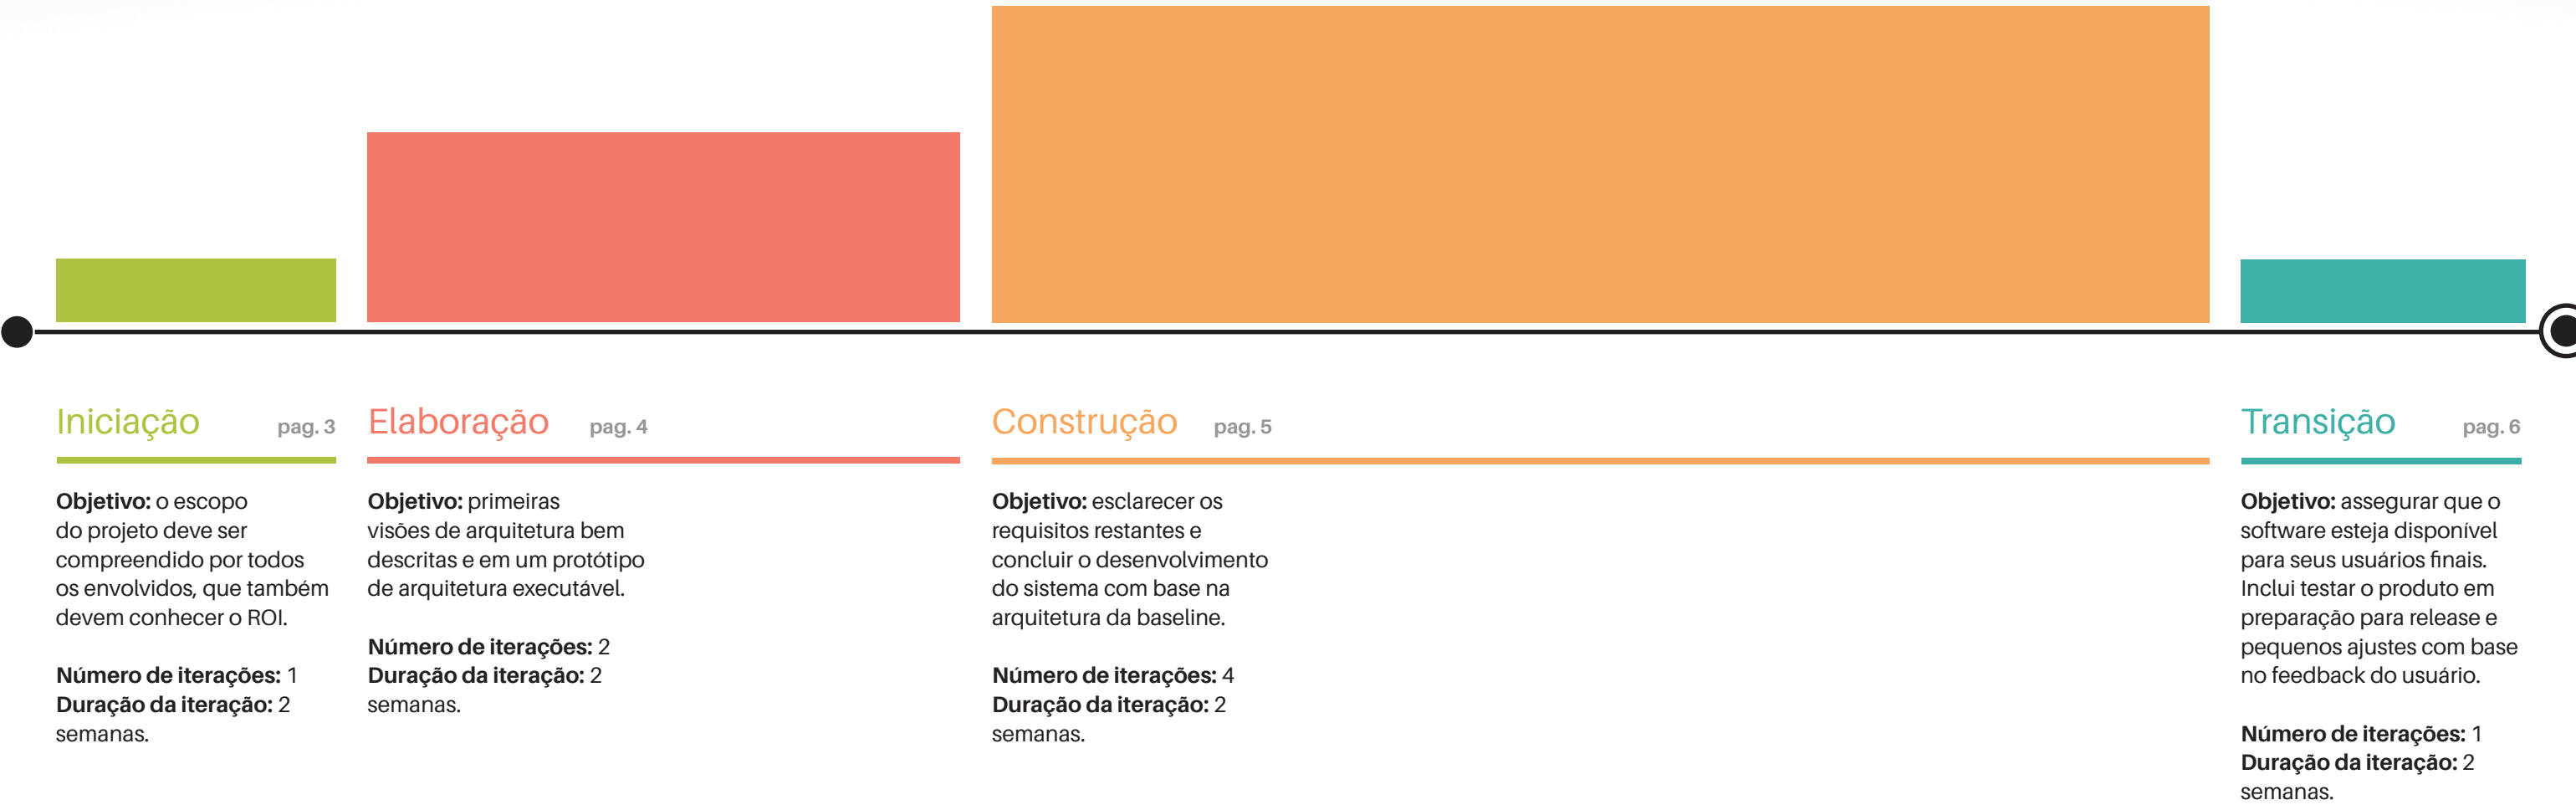 Iniciação pag. 3
Objetivo: o escopo
do projeto deve ser
compreendido por todos
os envolvidos, que também
devem conhecer o ROI.
Número de iterações: 1
Duração da iteração: 2
semanas.
Elaboração pag. 4
Objetivo: primeiras
visões de arquitetura bem
descritas e em um protótipo
de arquitetura executável.
Número de iterações: 2
Duração da iteração: 2
semanas.
Construção pag. 5
Objetivo: esclarecer os
requisitos restantes e
concluir o desenvolvimento
do sistema com base na
arquitetura da baseline.
Número de iterações: 4
Duração da iteração: 2
semanas.
Transição pag. 6
Objetivo: assegurar que o
software esteja disponível
para seus usuários finais.
Inclui testar o produto em
preparação para release e
pequenos ajustes com base
no feedback do usuário.
Número de iterações: 1
Duração da iteração: 2
semanas.